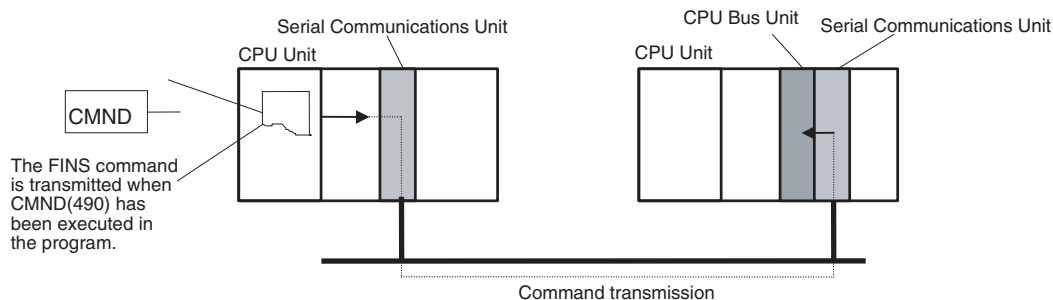 Serial Communications Unit
CPU Unit
CMND
The FINS command
is transmitted when
CMND(490) has
been executed in
the program.
CPU Bus Unit
Serial Communications Unit
CPU Unit
Command transmission